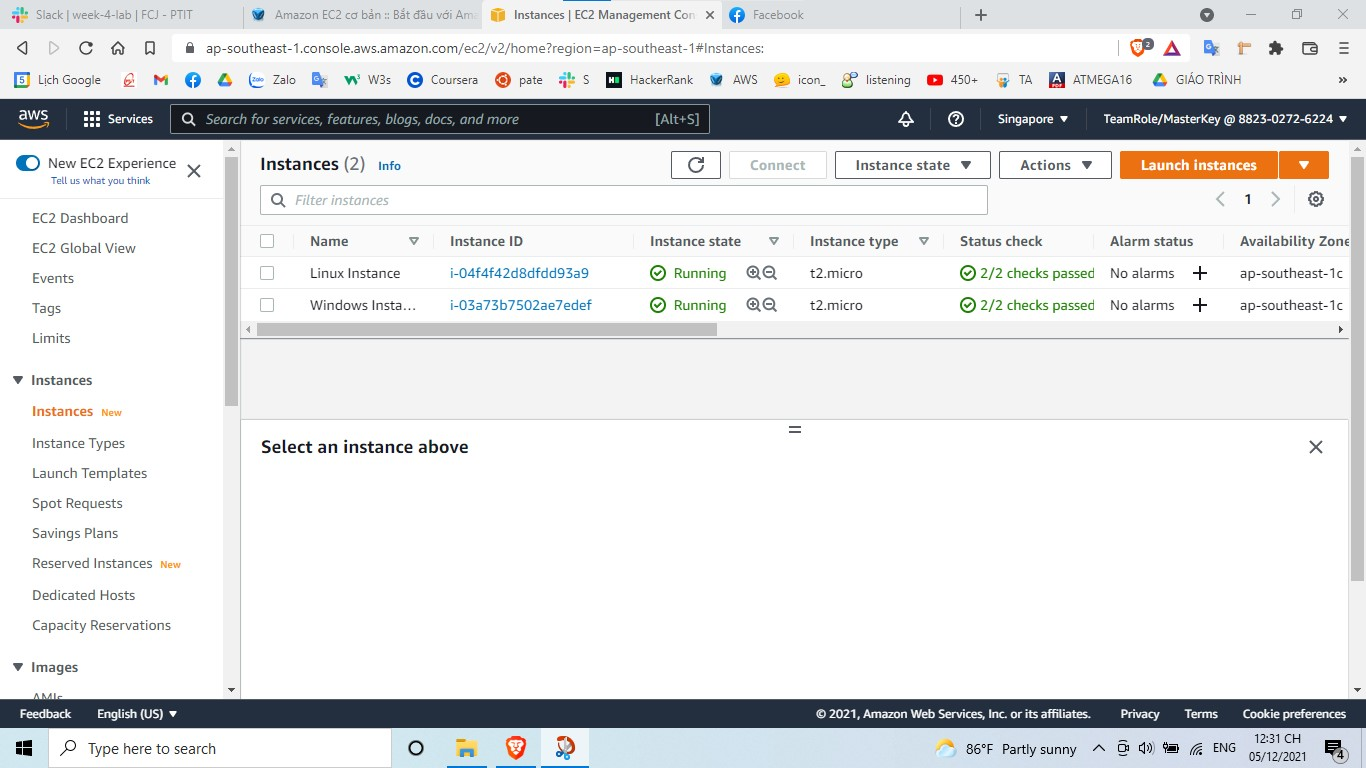 Slack | week-4-lab | FCJ - PTIT
Amazon EC2 cơ bản :: Bắt đầu với Ama
Instances | EC2 Management Con
Facebook
ap-southeast-1.console.aws.amazon.com/ec2/v2/home?region=ap-southeast-1#Instances:
2
5 Lịch Google
Zalo Zalo
W3s
Coursera
pate
S
HackerRank
AWS
icon_
listening
450+
TA
ATMEGA16
GIÁO TRÌNH
»
aws
Services
Search for services, features, blogs, docs, and more [Alt+S]
Singapore
TeamRole/MasterKey @ 8823-0272-6224
New EC2 Experience
Tell us what you think
EC2 Dashboard
EC2 Global View
Events
Tags
Limits
Instances
Instances New
Instance Types
Launch Templates
Spot Requests
Savings Plans
Reserved Instances New
Dedicated Hosts
Capacity Reservations
Images
AMIs
Instances (2) Info
Connect
Instance state
Actions
Launch instances
Filter instances
1
Name Instance ID Instance state Instance type Status check Alarm status Availability Zone
Linux Instance i-04f4f42d8dfdd93a9 Running t2.micro 2/2 checks passed No alarms + ap-southeast-1c
Windows Insta… i-03a73b7502ae7edef Running t2.micro 2/2 checks passed No alarms + ap-southeast-1c
Select an instance above
Feedback English (US) © 2021, Amazon Web Services, Inc. or its affiliates. Privacy Terms Cookie preferences
Type here to search
86°F Partly sunny
ENG
12:31 CH
05/12/2021
4